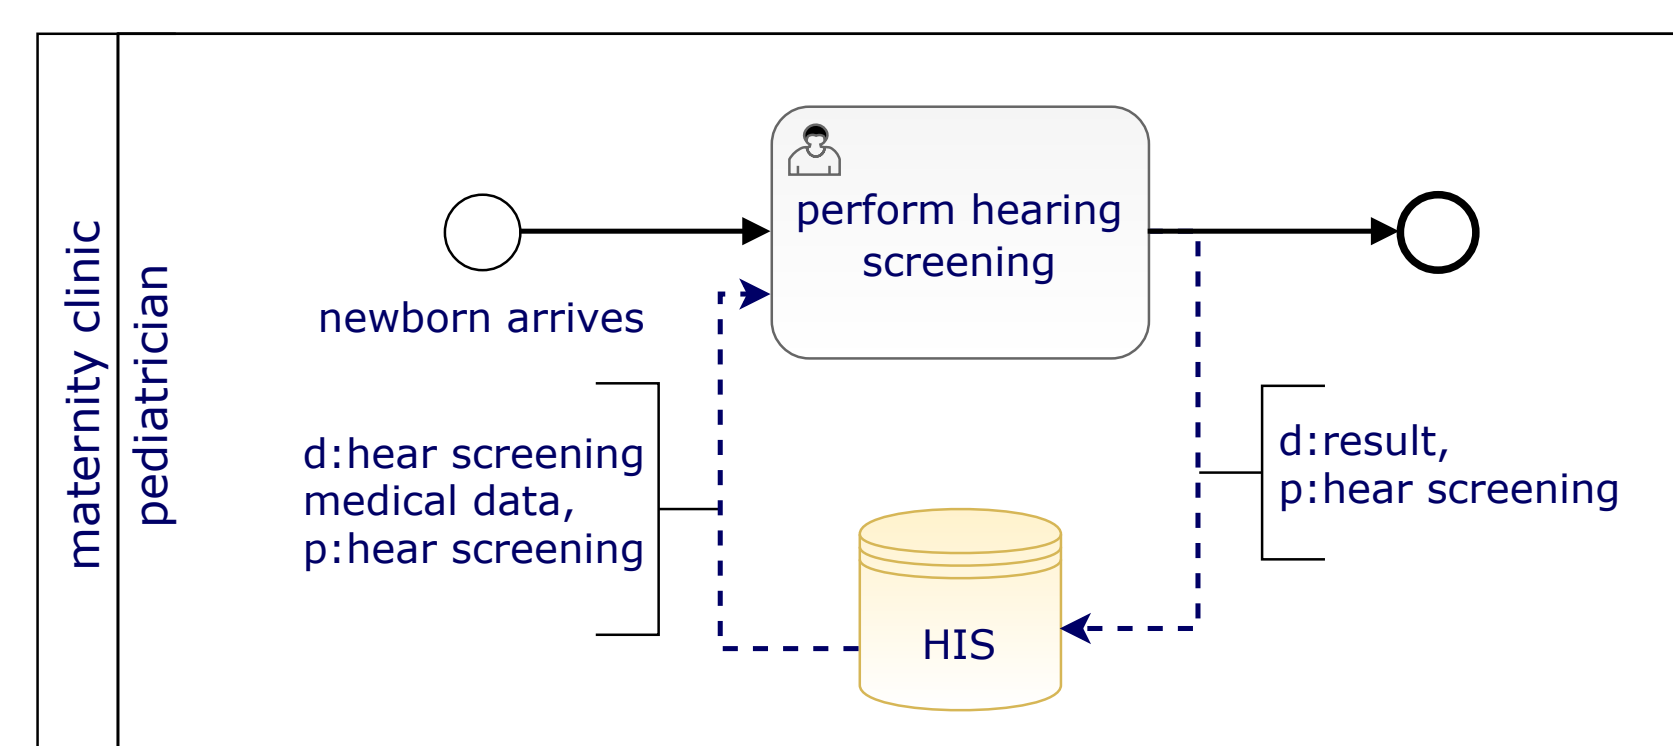 maternity clinic
pediatrician
newborn arrives
perform hearing
screening
d:hear screening
medical data,
p:hear screening
HIS
d:result,
p:hear screening